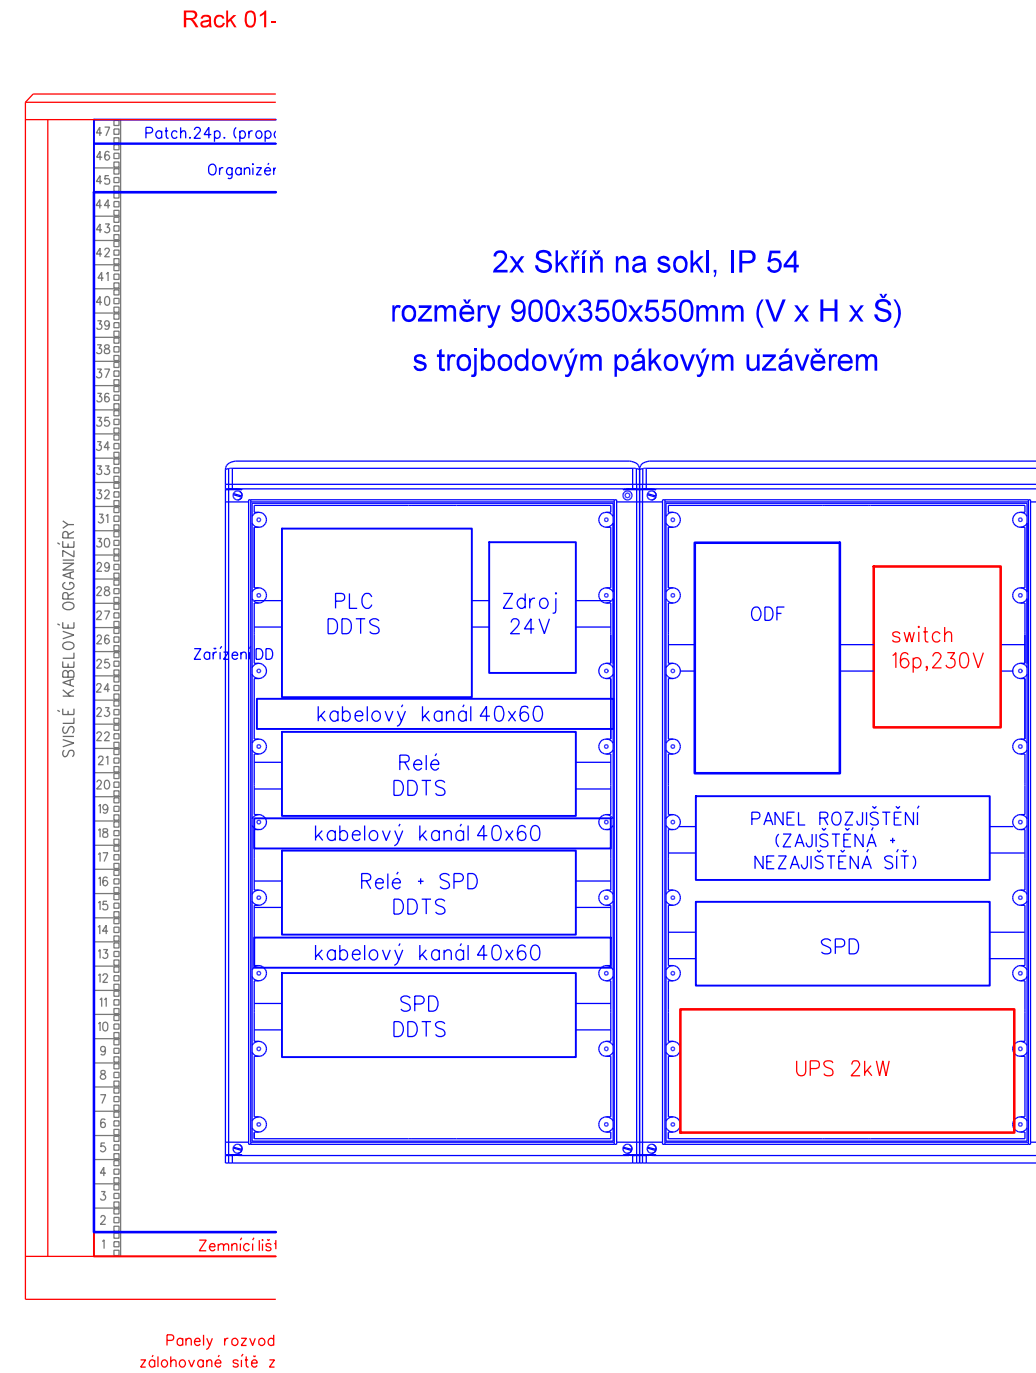 Rack 01-
47
Patch.24p. (propo
46
Organizér
45
44
43
42
41
40
39
38
37
36
35
34
33
32
31
30
29
28
27
26
25
24
23
22
21
20
19
18
17
16
15
14
13
12
11
10
9
8
7
6
5
4
3
2
1
Zemnící lišt
SVISLÉ KABELOVÉ ORGANIZÉRY
Zařízení DD
Panely rozvod
zálohované sítě z
2x Skříň na sokl, IP 54
rozměry 900x350x550mm (V x H x Š)
s trojbodovým pákovým uzávěrem
PLC
DDTS
Zdroj
24V
kabelový kanál 40x60
Relé
DDTS
kabelový kanál 40x60
Relé + SPD
DDTS
kabelový kanál 40x60
SPD
DDTS
ODF
switch
16p,230V
PANEL ROZJIŠTĚNÍ
(ZAJIŠTĚNÁ +
NEZAJIŠTĚNÁ SÍŤ)
SPD
UPS 2kW